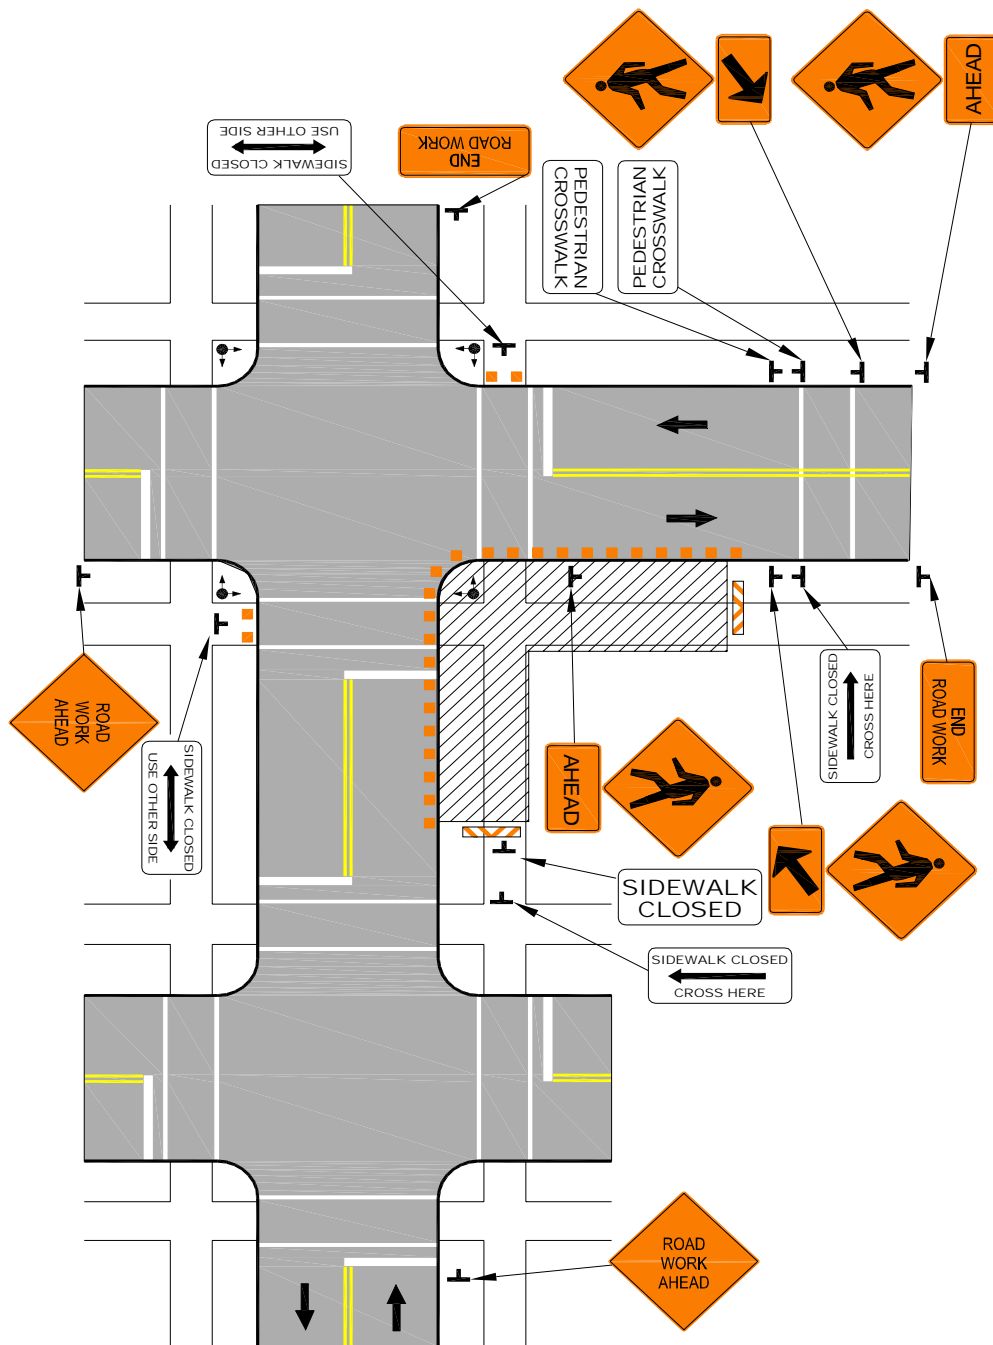 AHEAD
SIDEWALK CLOSED
USE OTHER SIDE
END
ROAD WORK
PEDESTRIAN
CROSSWALK
PEDESTRIAN
CROSSWALK
ROAD
WORK
AHEAD
SIDEWALK CLOSED
USE OTHER SIDE
AHEAD
SIDEWALK CLOSED
CROSS HERE
END
ROAD WORK
SIDEWALK
CLOSED
SIDEWALK CLOSED
CROSS HERE
ROAD
WORK
AHEAD